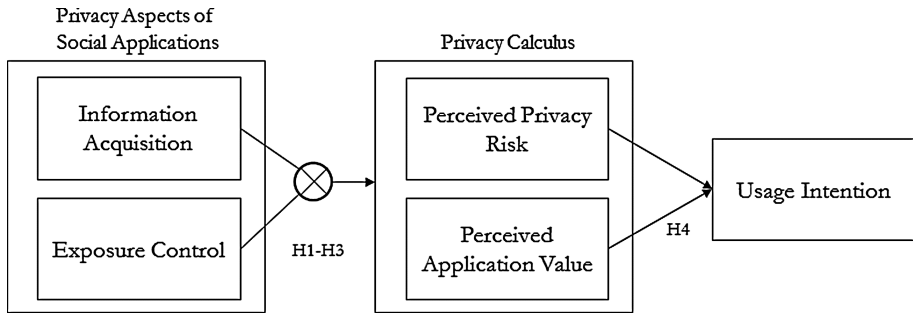 Privacy Aspects of
Social Applications
Privacy Calculus
Information
Acquisition
Exposure Control
H1-H3
Perceived Privacy
Risk
Perceived
Application Value
H4
Usage Intention